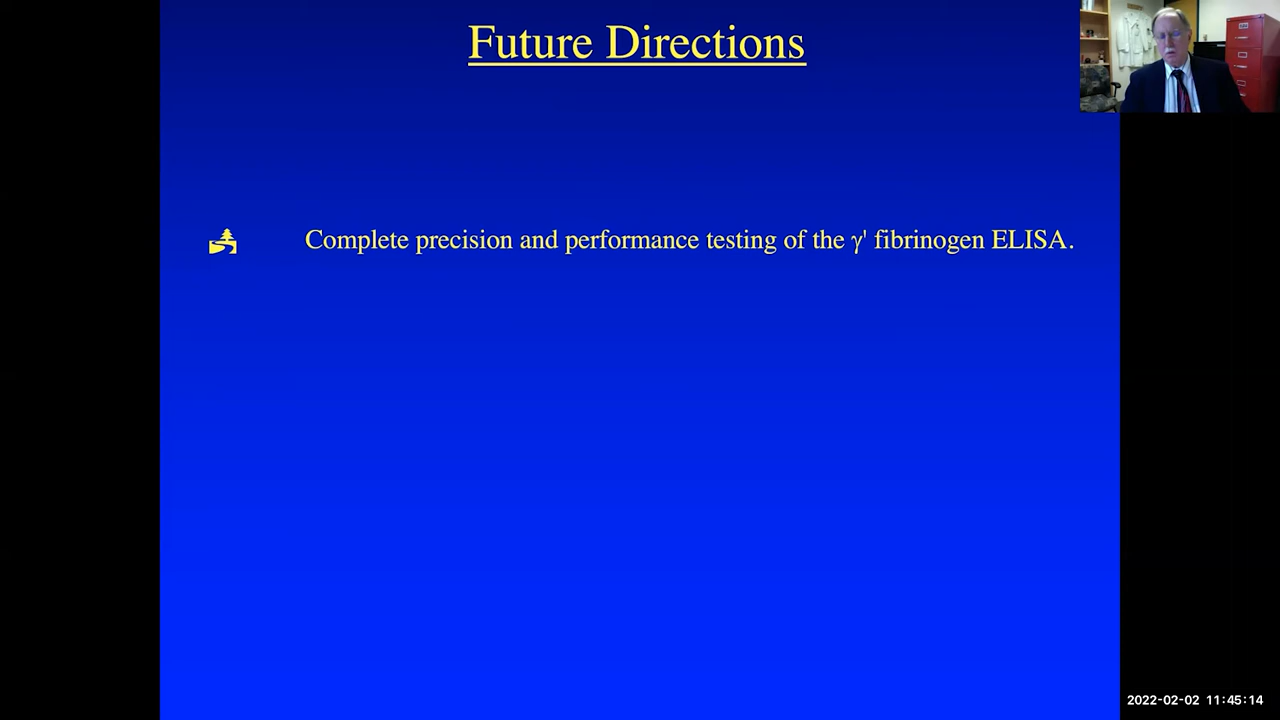 Future Directions
Complete precision and performance testing of the γ' fibrinogen ELISA.
2022-02-02 11:45:14